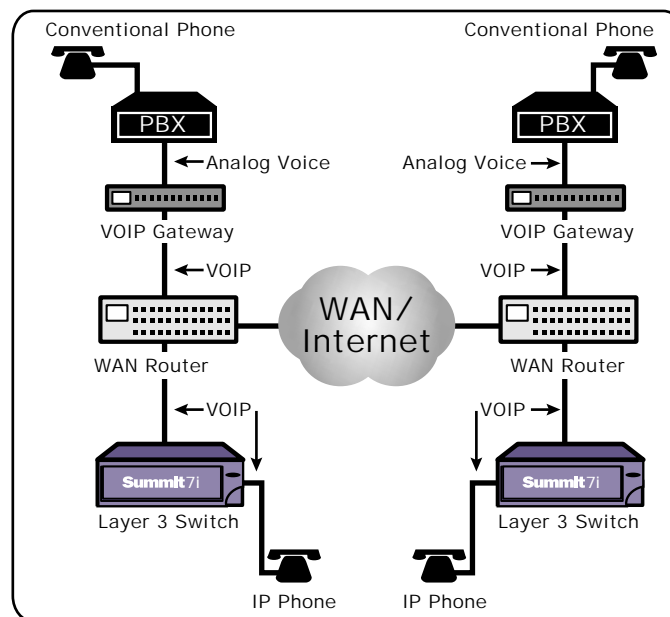 Conventional Phone
Conventional Phone
PBX
PBX
Analog Voice
Analog Voice
VOIP Gateway
VOIP Gateway
VOIP
VOIP
WAN/
Internet
WAN Router
WAN Router
VOIP
VOIP
Summit7i
Summit7i
Layer 3 Switch
Layer 3 Switch
IP Phone
IP Phone